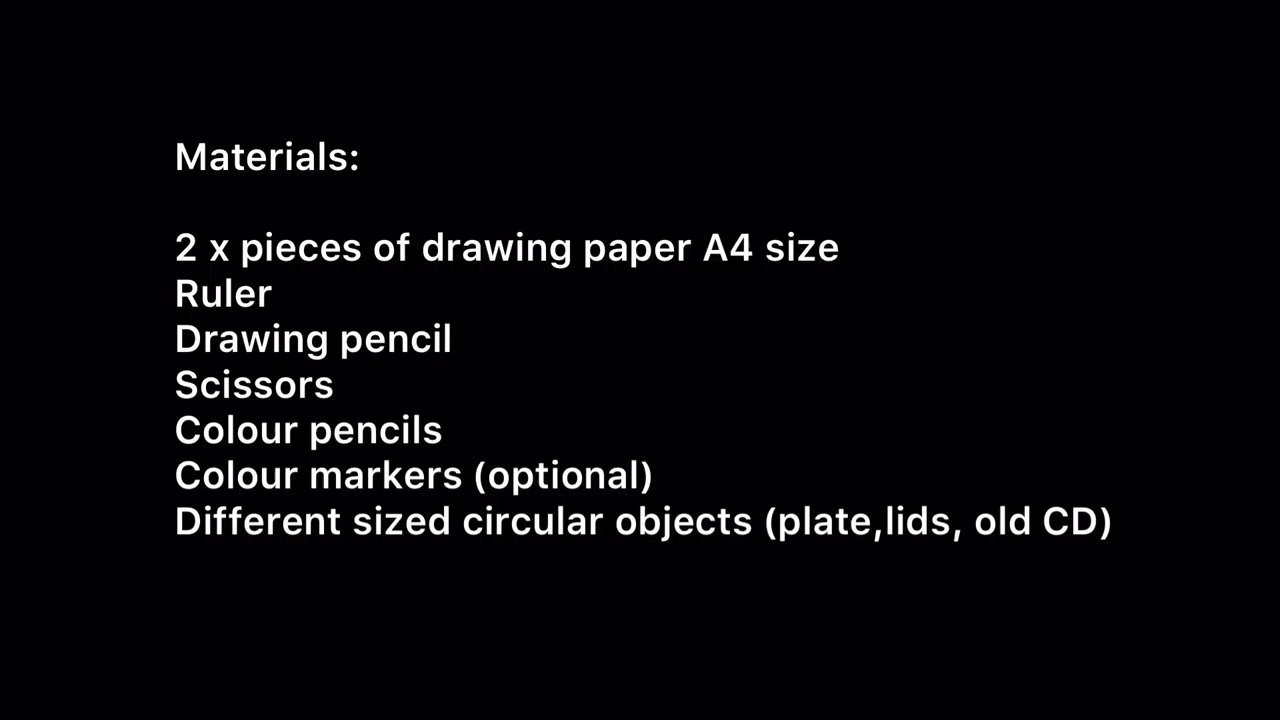 Materials:
2 x pieces of drawing paper A4 size
Ruler
Drawing pencil
Scissors
Colour pencils
Colour markers (optional)
Different sized circular objects (plate,lids, old CD)